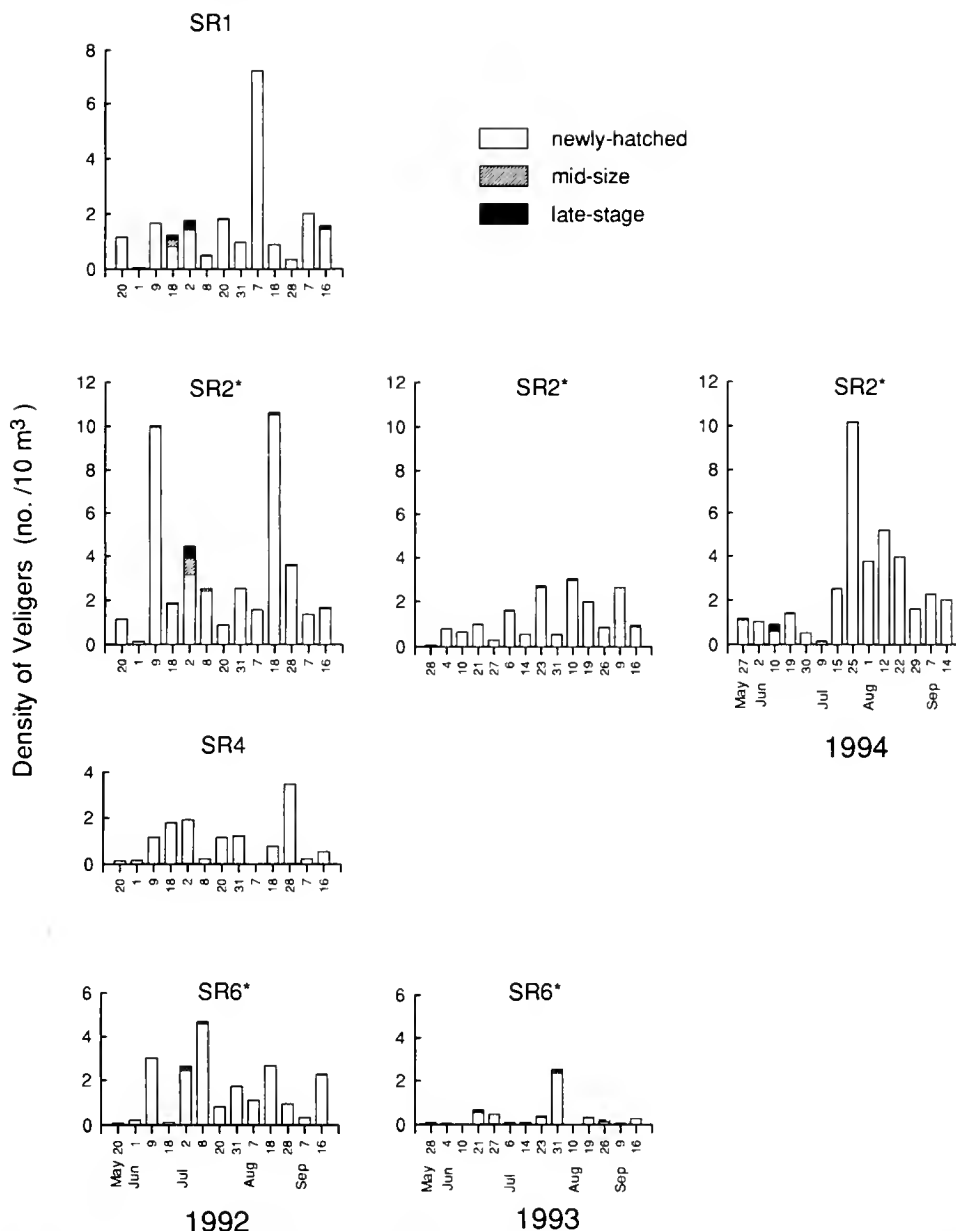 SR1
8
6
4
2
0
20 1 9 18 2 8 20 31 7 18 28 7 16
newly-hatched
mid-size
late-stage
Density of Veligers (no. /10 m³ )
SR2*
12
10
8
6
4
2
0
20 1 9 18 2 8 20 31 7 18 28 7 16
SR2*
12
10
8
6
4
2
0
28 4 10 21 27 6 14 23 31 10 19 26 9 16
SR2*
12
10
8
6
4
2
0
May 27 2 10 19 30 9 15 25 1 12 22 29 7 14
Jun Jul Aug Sep
1994
SR4
4
2
0
20 1 9 18 2 8 20 31 7 18 28 7 16
SR6*
6
4
2
0
May 20 1 9 18 2 8 20 31 7 18 28 7 16
Jun Jul Aug Sep
1992
SR6*
6
4
2
0
May 28 4 10 21 27 6 14 23 31 10 19 26 9 16
Jun Jul Aug Sep
1993